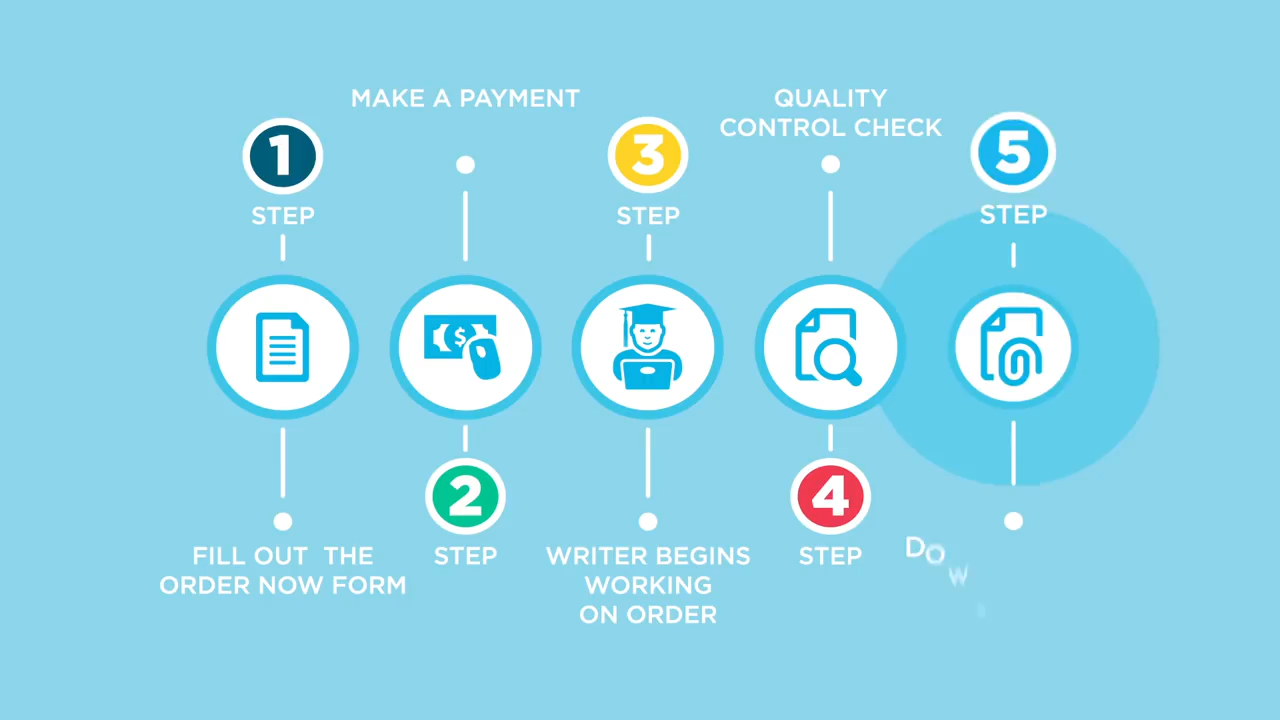 1
STEP
FILL OUT THE
ORDER NOW FORM
MAKE A PAYMENT
2
STEP
3
STEP
WRITER BEGINS
WORKING
ON ORDER
QUALITY
CONTROL CHECK
4
STEP
5
STEP
DOW